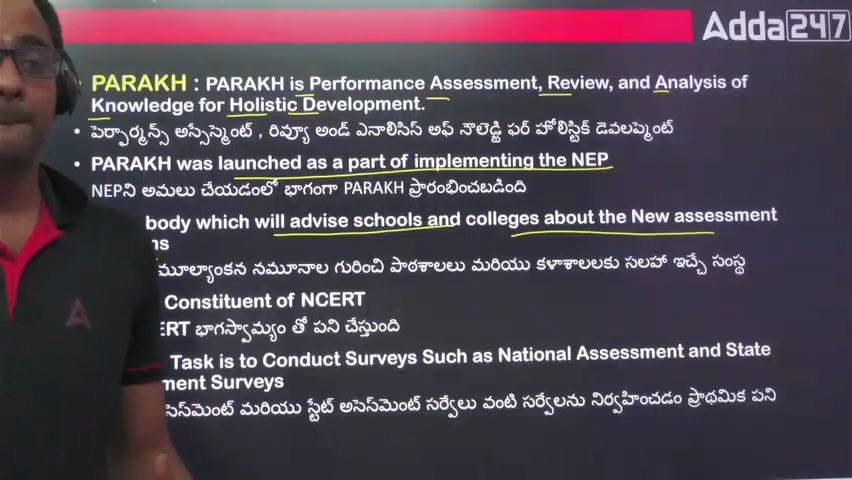 Adda247
• PARAKH : PARAKH is Performance Assessment, Review, and Analysis of
Knowledge for Holistic Development.
• పెర్ఫార్మన్స్ అస్సేస్మెంట్ , రివ్యూ అండ్ ఎనాలిసిస్ అఫ్ నౌలెడ్జి ఫర్ హోలిస్టిక్ డెవలప్మెంట్
• PARAKH was launched as a part of implementing the NEP
NEPని అమలు చేయడంలో భాగంగా PARAKH ప్రారంభించబడింది
body which will advise schools and colleges about the New assessment
మూల్యాంకన నమూనాల గురించి పాఠశాలలు మరియు కళాశాలలకు సలహా ఇచ్చే సంస్థ
Constituent of NCERT
భాగస్వామ్యం తో పని చేస్తుంది
Task is to Conduct Surveys Such as National Assessment and State
Surveys
మరియు స్టేట్ అసెస్‌మెంట్ సర్వేలు వంటి సర్వేలను నిర్వహించడం ప్రాథమిక పని